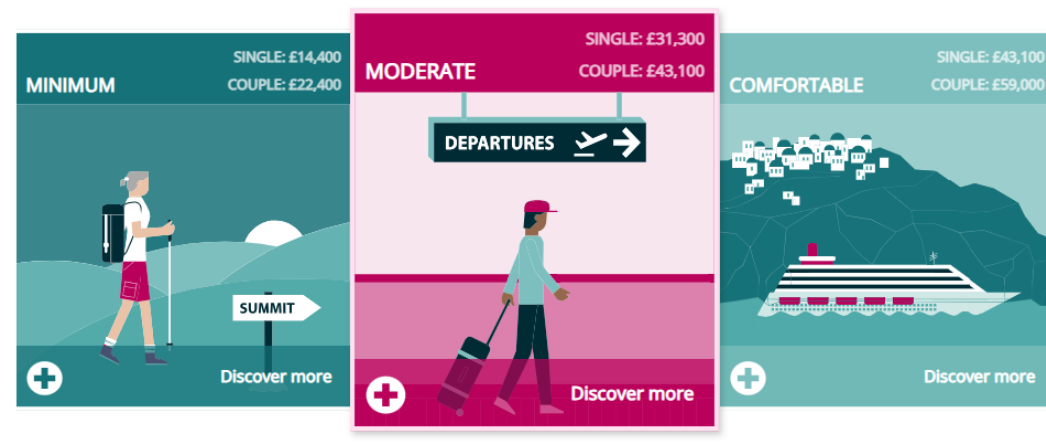 SINGLE: £14,400
MINIMUM
COUPLE: £22,400
SUMMIT
Discover more
SINGLE: £31,300
MODERATE
COUPLE: £43,100
DEPARTURES
Discover more
SINGLE: £43,100
COMFORTABLE
COUPLE: £59,000
Discover more